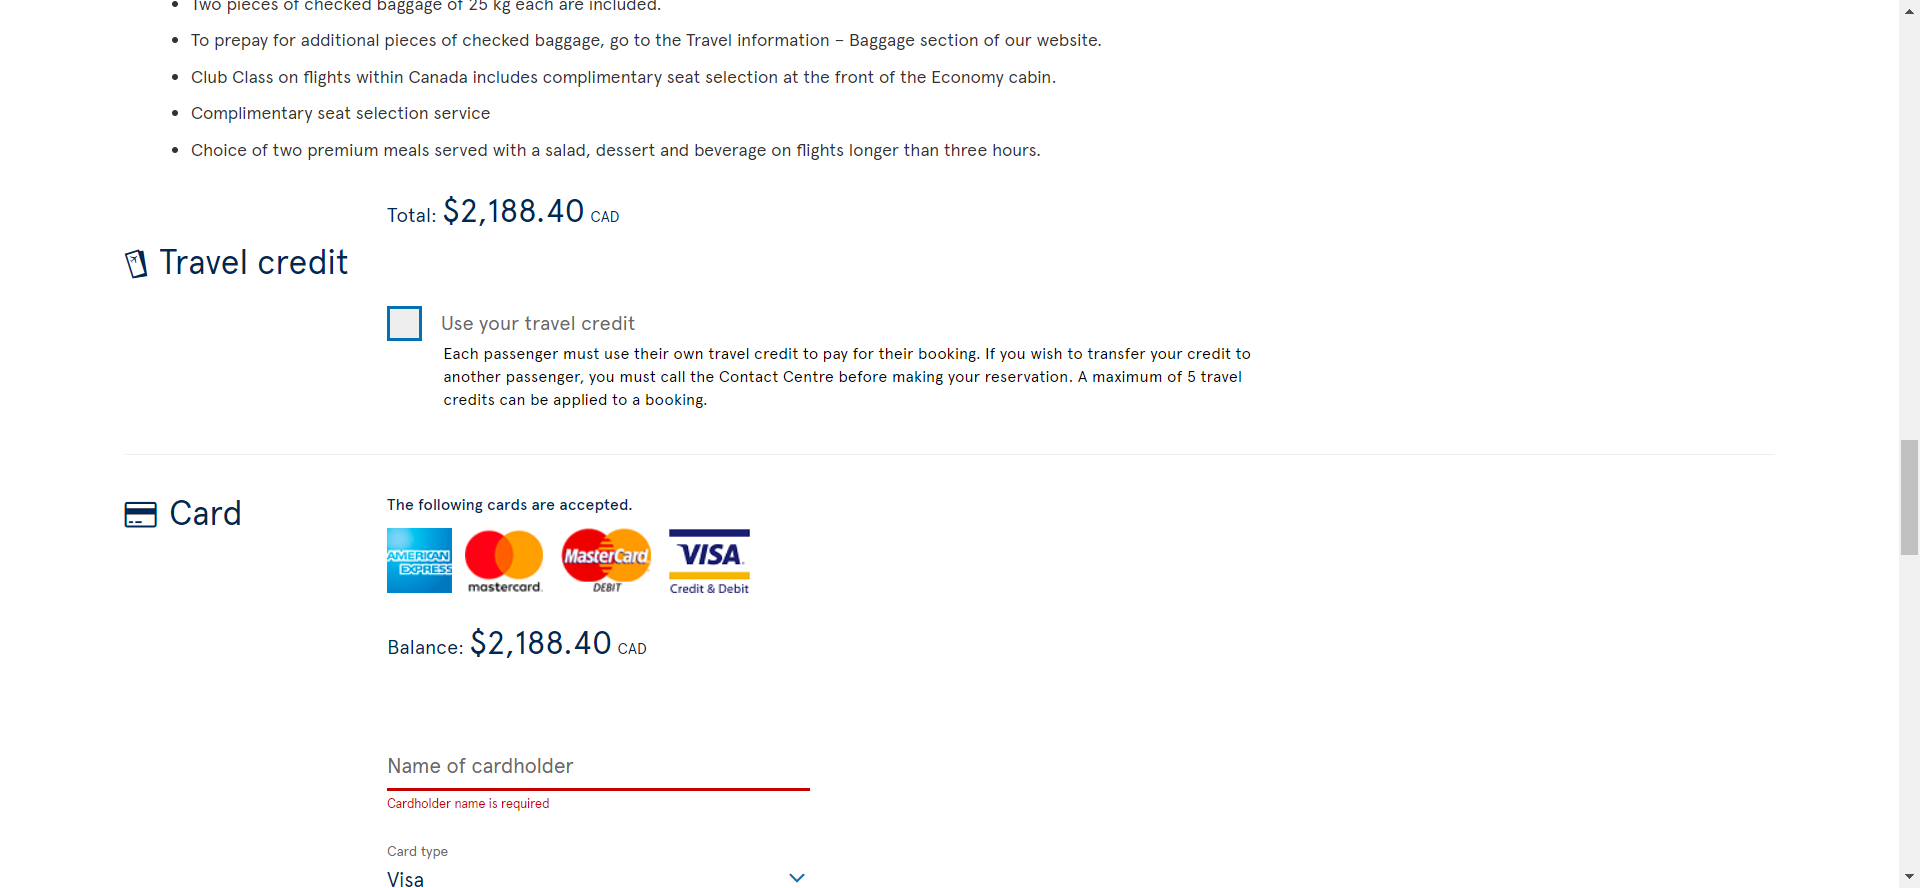 Two pieces of checked baggage of 25 kg each are included.
To prepay for additional pieces of checked baggage, go to the Travel information – Baggage section of our website.
Club Class on flights within Canada includes complimentary seat selection at the front of the Economy cabin.
Complimentary seat selection service
Choice of two premium meals served with a salad, dessert and beverage on flights longer than three hours.
Total: $2,188.40 CAD
Travel credit
Use your travel credit
Each passenger must use their own travel credit to pay for their booking. If you wish to transfer your credit to
another passenger, you must call the Contact Centre before making your reservation. A maximum of 5 travel
credits can be applied to a booking.
Card
The following cards are accepted.
AMERICAN
EXPRESS
mastercard.
MasterCard
DEBIT
VISA
Credit & Debit
Balance: $2,188.40 CAD
Name of cardholder
Cardholder name is required
Card type
Visa